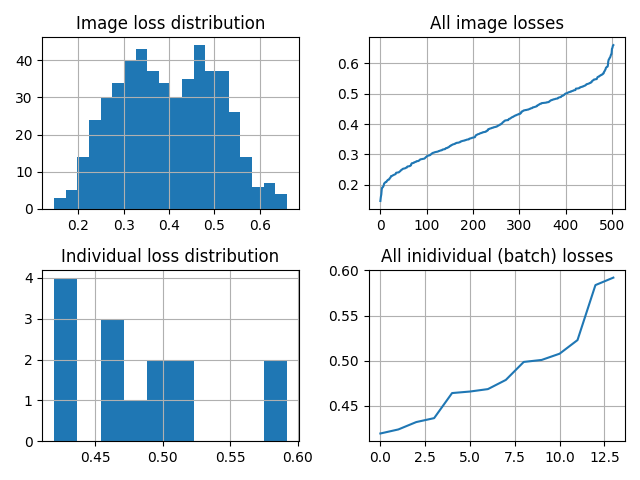 Image loss distribution
40
30
20
10
0
0.2 0.3 0.4 0.5 0.6
All image losses
0.6
0.5
0.4
0.3
0.2
0 100 200 300 400 500
Individual loss distribution
4
3
2
1
0
0.45 0.50 0.55 0.60
All inidividual (batch) losses
0.60
0.55
0.50
0.45
0.0 2.5 5.0 7.5 10.0 12.5